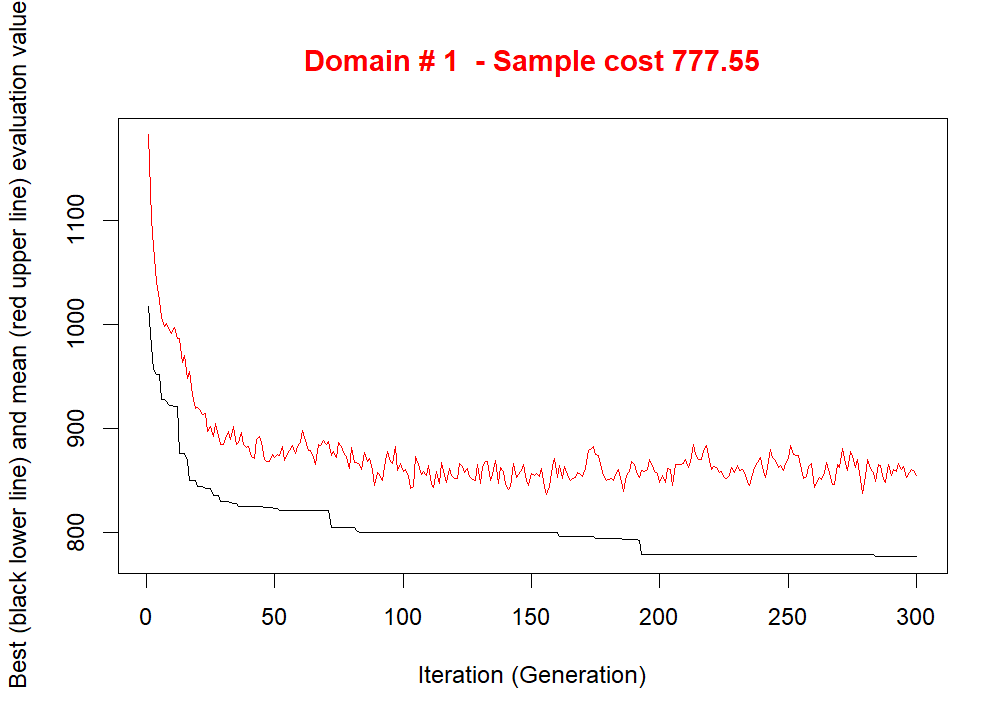 Domain # 1  - Sample cost 777.55
Best (black lower line) and mean (red upper line) evaluation value
1100
1000
900
800
0 50 100 150 200 250 300
Iteration (Generation)